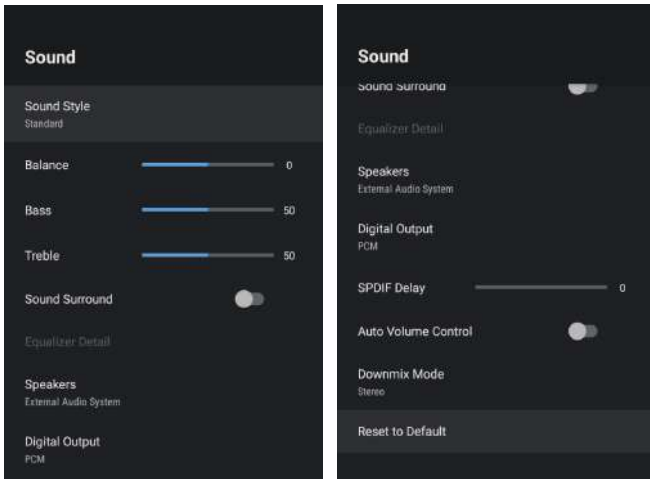 Sound
Sound Style
Standard
Balance 0
Bass 50
Treble 50
Sound Surround
Equalizer Detail
Speakers
External Audio System
Digital Output
PCM
Sound
Sound Surround
Equalizer Detail
Speakers
External Audio System
Digital Output
PCM
SPDIF Delay 0
Auto Volume Control
Downmix Mode
Stereo
Reset to Default